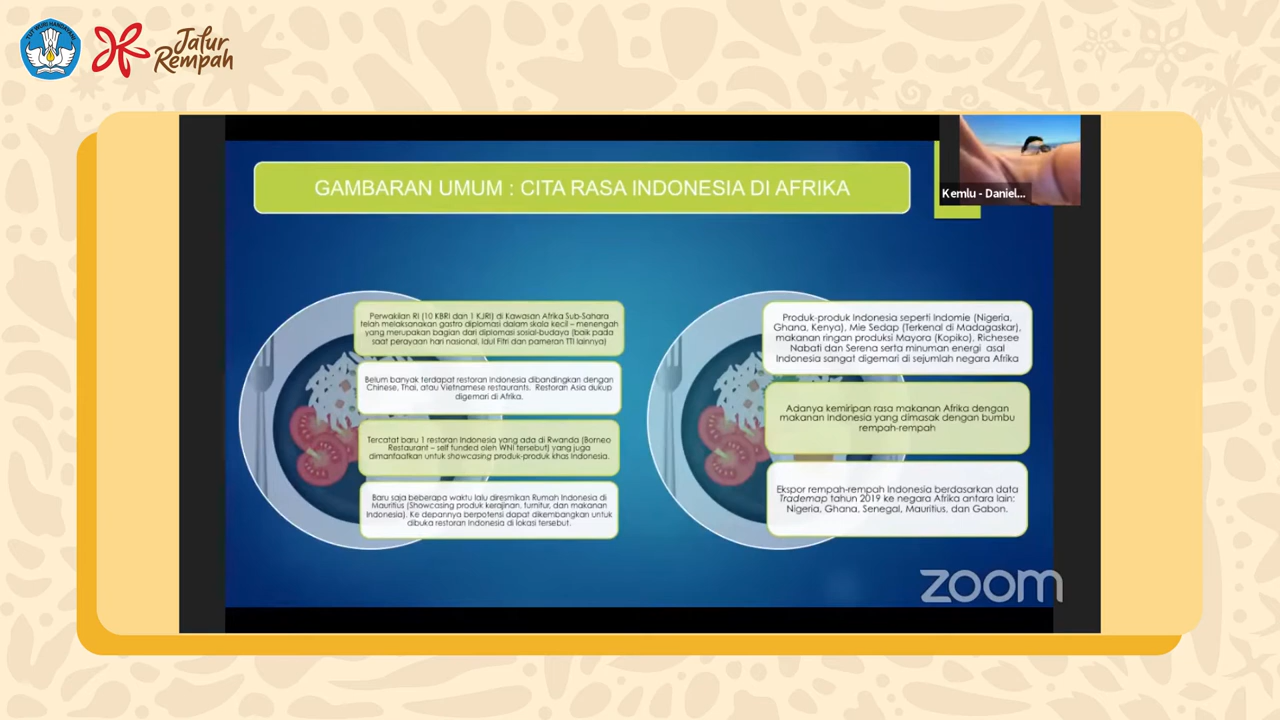 TUT WURI HANDAYANI
Jalur
Rempah
GAMBARAN UMUM : CITA RASA INDONESIA DI AFRIKA
Kemlu - Daniel...
Perwakilan RI (10 KBRI dan 1 KJRI) di Kawasan Afrika Sub-Sahara
telah melaksanakan gastro diplomasi dalam skala kecil – menengah
yang merupakan bagian dari diplomasi sosial-budaya (baik pada
saat perayaan hari nasional, Idul Fitri dan pameran TTI lainnya)
Belum banyak terdapat restoran Indonesia dibandingkan dengan
Chinese, Thai, atau Vietnamese restaurants. Restoran Asia dukup
digemari di Afrika.
Tercatat baru 1 restoran Indonesia yang ada di Rwanda (Borneo
Restaurant – self funded oleh WNI tersebut) yang juga
dimanfaatkan untuk showcasing produk-produk khas Indonesia.
Baru saja beberapa waktu lalu diresmikan Rumah Indonesia di
Mauritius (Showcasing produk kerajinan, furnitur, dan makanan
Indonesia). Ke depannya berpotensi dapat dikembangkan untuk
dibuka restoran Indonesia di lokasi tersebut.
Produk-produk Indonesia seperti Indomie (Nigeria,
Ghana, Kenya), Mie Sedap (Terkenal di Madagaskar),
makanan ringan produksi Mayora (Kopiko), Richesee
Nabati dan Serena serta minuman energi asal
Indonesia sangat digemari di sejumlah negara Afrika
Adanya kemiripan rasa makanan Afrika dengan
makanan Indonesia yang dimasak dengan bumbu
rempah-rempah
Ekspor rempah-rempah Indonesia berdasarkan data
Trademap tahun 2019 ke negara Afrika antara lain:
Nigeria, Ghana, Senegal, Mauritius, dan Gabon.
zoom